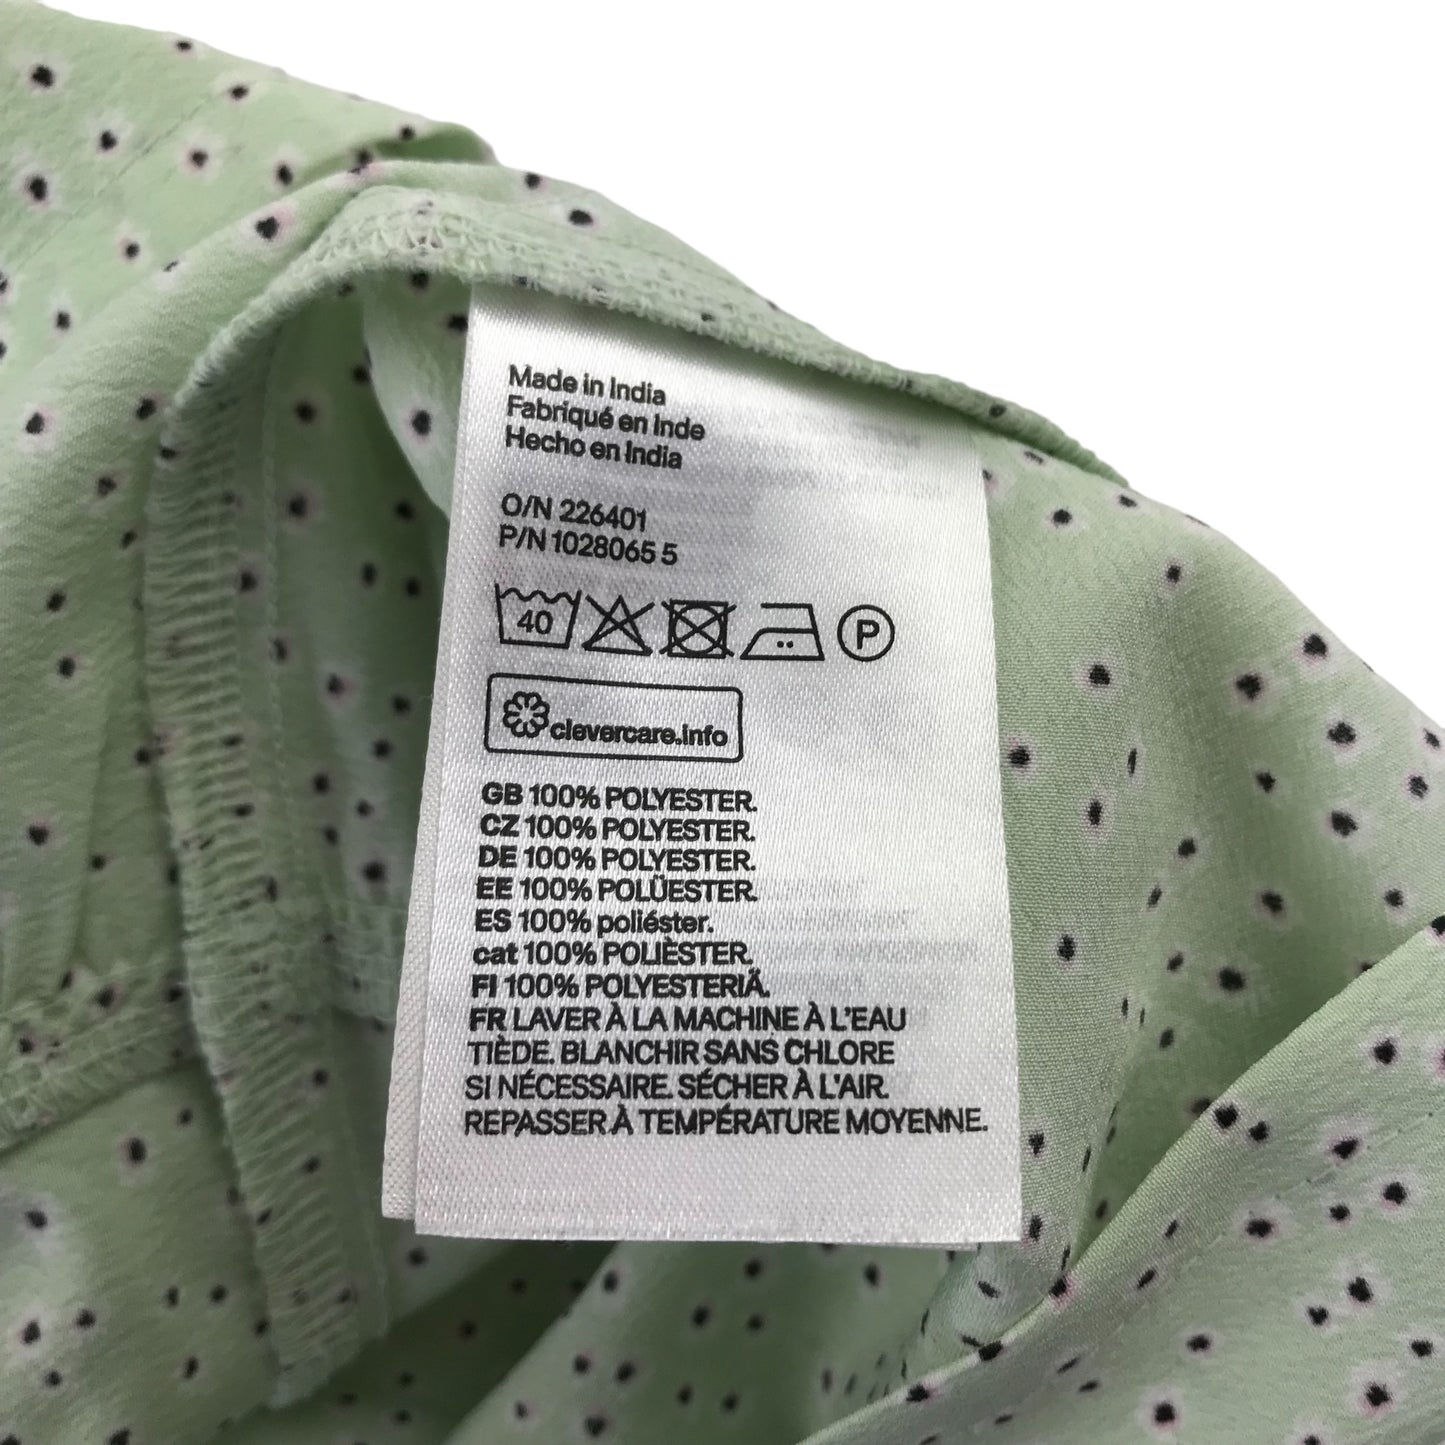 Made in India
Fabriqué en Inde
Hecho en India
O/N 226401
P/N 1028065 5
40
P
clevercare.info
GB 100% POLYESTER.
CZ 100% POLYESTER.
DE 100% POLYESTER.
EE 100% POLÜESTER.
ES 100% poliéster.
cat 100% POLIÈSTER.
FI 100% POLYESTERIÄ.
FR LAVER À LA MACHINE À L'EAU
TIÈDE. BLANCHIR SANS CHLORE
SI NÉCESSAIRE. SÉCHER À L'AIR.
REPASSER À TEMPÉRATURE MOYENNE.